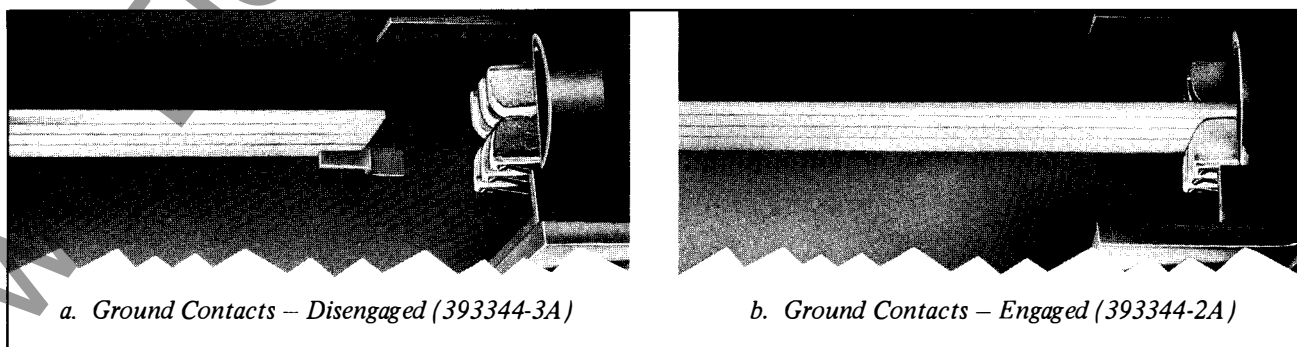 a. Ground Contacts — Disengaged (393344-3A)
b. Ground Contacts – Engaged (393344-2A)